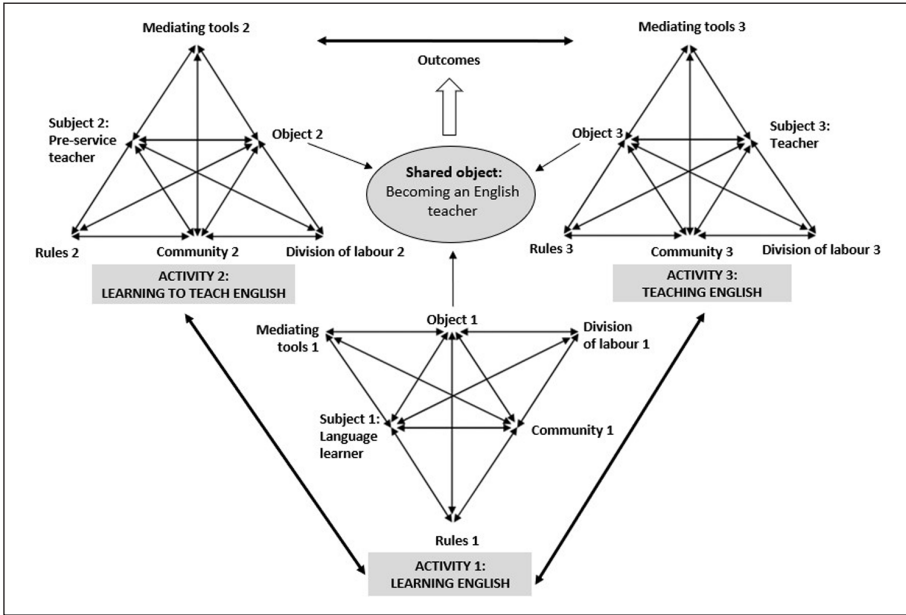 Mediating tools 2
Mediating tools 3
Outcomes
Subject 2:
Pre-service
teacher
Object 2
Object 3
Subject 3:
Teacher
Shared object:
Becoming an English
teacher
Rules 2
Community 2
Division of labour 2
Rules 3
Community 3
Division of labour 3
ACTIVITY 2:
LEARNING TO TEACH ENGLISH
ACTIVITY 3:
TEACHING ENGLISH
Mediating
tools 1
Object 1
Division
of labour 1
Subject 1:
Language
learner
Community 1
Rules 1
ACTIVITY 1:
LEARNING ENGLISH